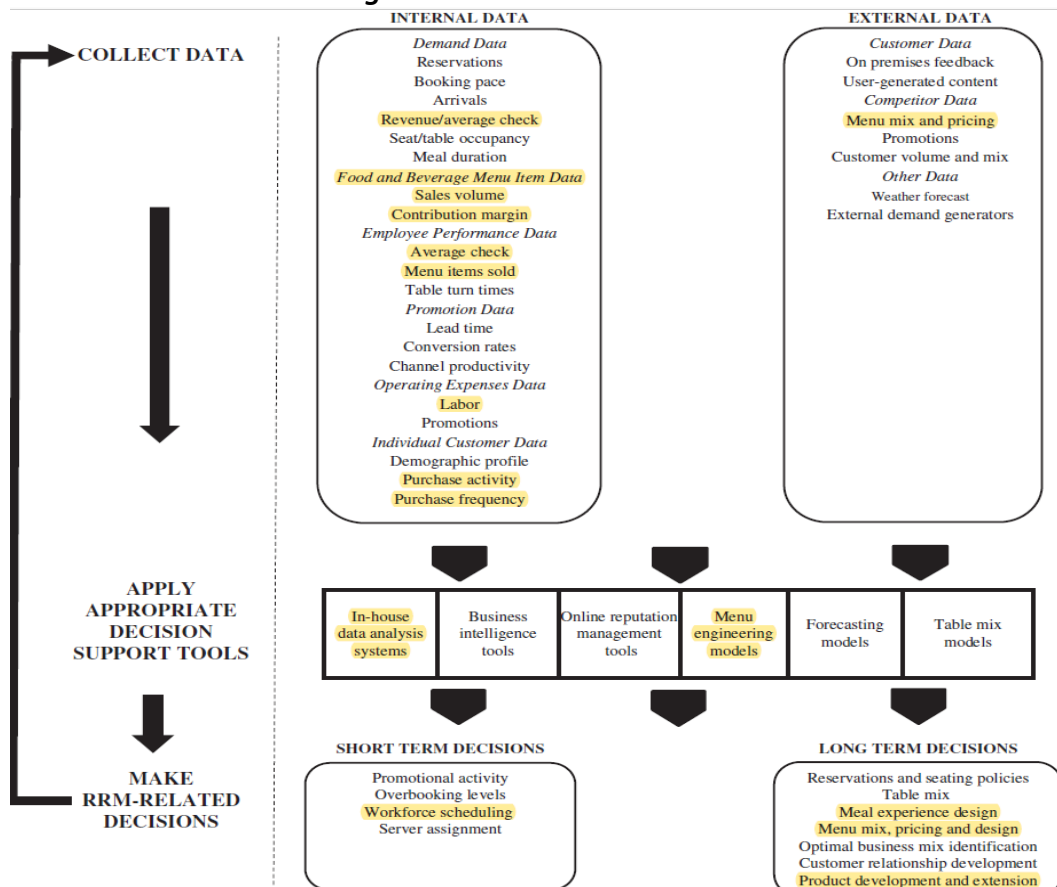 INTERNAL DATA
EXTERNAL DATA
COLLECT DATA
Demand Data
Reservations
Booking pace
Arrivals
Revenue/average check
Seat/table occupancy
Meal duration
Food and Beverage Menu Item Data
Sales volume
Contribution margin
Employee Performance Data
Average check
Menu items sold
Table turn times
Promotion Data
Lead time
Conversion rates
Channel productivity
Operating Expenses Data
Labor
Promotions
Individual Customer Data
Demographic profile
Purchase activity
Purchase frequency
Customer Data
On premises feedback
User-generated content
Competitor Data
Menu mix and pricing
Promotions
Customer volume and mix
Other Data
Weather forecast
External demand generators
APPLY
APPROPRIATE
DECISION
SUPPORT TOOLS
In-house
data analysis
systems
Business
intelligence
tools
Online reputation
management
tools
Menu
engineering
models
Forecasting
models
Table mix
models
MAKE
RRM-RELATED
DECISIONS
SHORT TERM DECISIONS
Promotional activity
Overbooking levels
Workforce scheduling
Server assignment
LONG TERM DECISIONS
Reservations and seating policies
Table mix
Meal experience design
Menu mix, pricing and design
Optimal business mix identification
Customer relationship development
Product development and extension